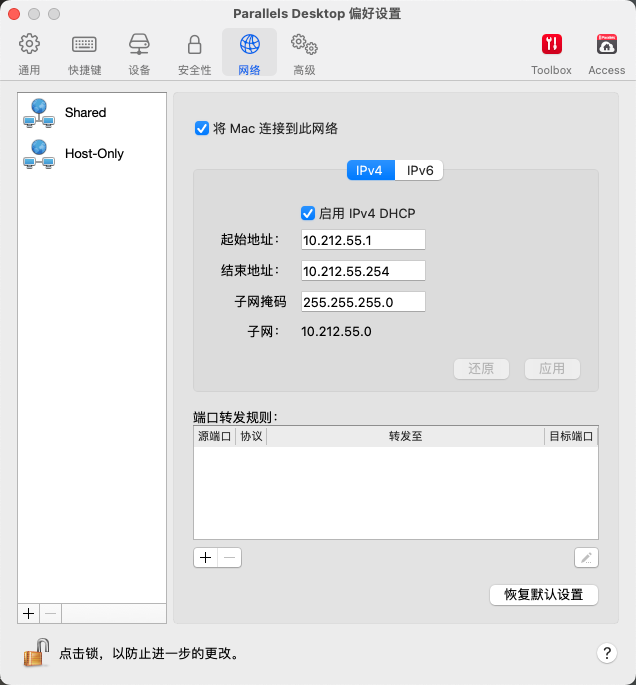 Parallels Desktop 偏好设置
通用 快捷键 设备 安全性 网络 高级 Toolbox Access
Shared
Host-Only
将 Mac 连接到此网络
IPv4 IPv6
启用 IPv4 DHCP
起始地址： 10.212.55.1
结束地址： 10.212.55.254
子网掩码 255.255.255.0
子网： 10.212.55.0
还原 应用
端口转发规则：
源端口 协议 转发至 目标端口
恢复默认设置
点击锁，以防止进一步的更改。 ?